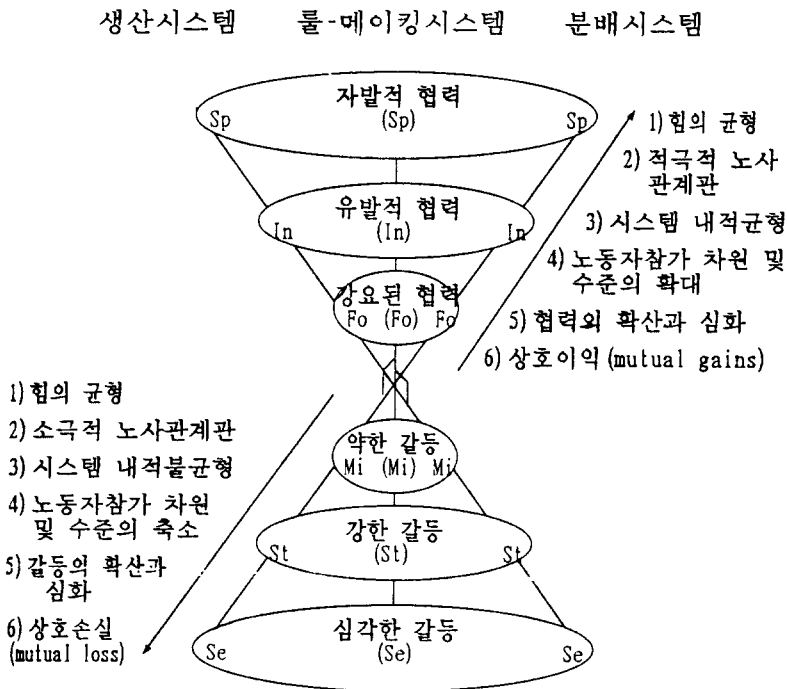 생산시스템 룰-메이킹시스템 분배시스템
자발적 협력
Sp (Sp) Sp
유발적 협력
In (In) In
강요된 협력
Fo (Fo) Fo
1)힘의 균형
2)적극적 노사
관계관
3)시스템 내적균형
4)노동자참가 차원 및
수준의 확대
5)협력의 확산과 심화
6)상호이익(mutual gains)
1)힘의 균형
2)소극적 노사관계관
3)시스템 내적불균형
4)노동자참가 차원
및 수준의 축소
5)갈등의 확산과
심화
6)상호손실
(mutual loss)
약한 갈등
Mi (Mi) Mi
강한 갈등
St (St) St
심각한 갈등
Se (Se) Se